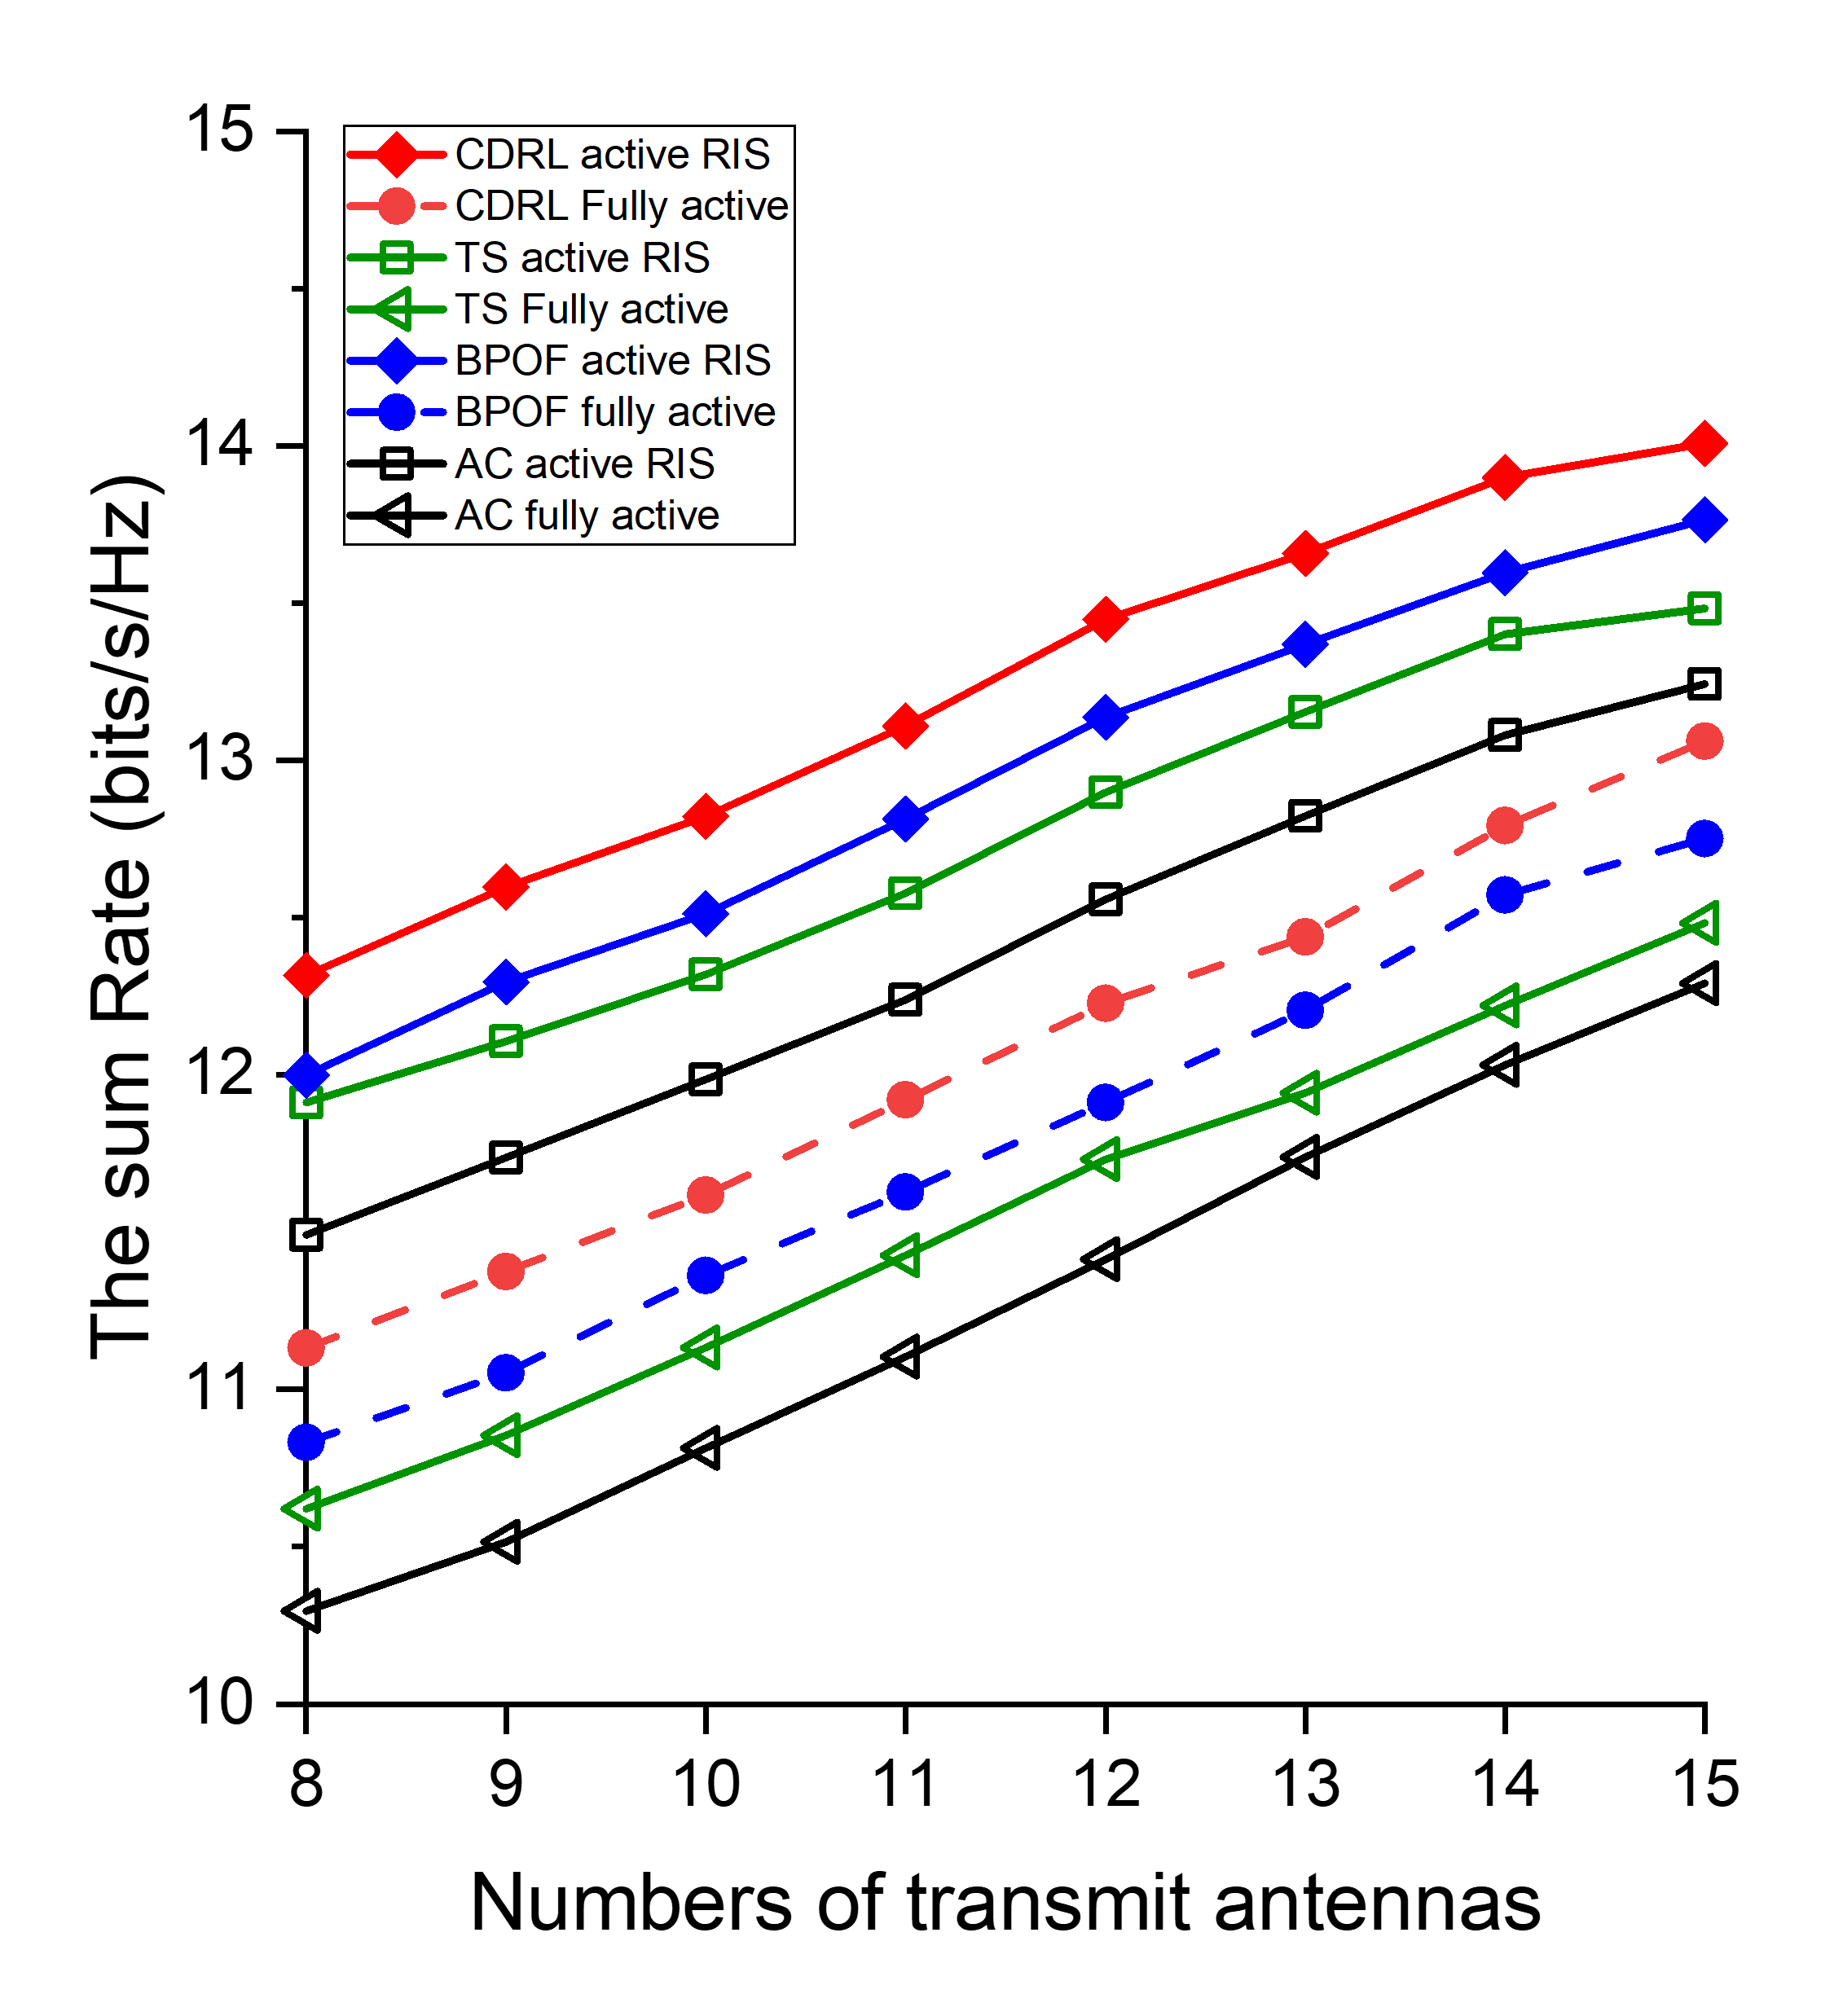 The sum Rate (bits/s/Hz)
15
14
13
12
11
10
CDRL active RIS
CDRL Fully active
TS active RIS
TS Fully active
BPOF active RIS
BPOF fully active
AC active RIS
AC fully active
8 9 10 11 12 13 14 15
Numbers of transmit antennas